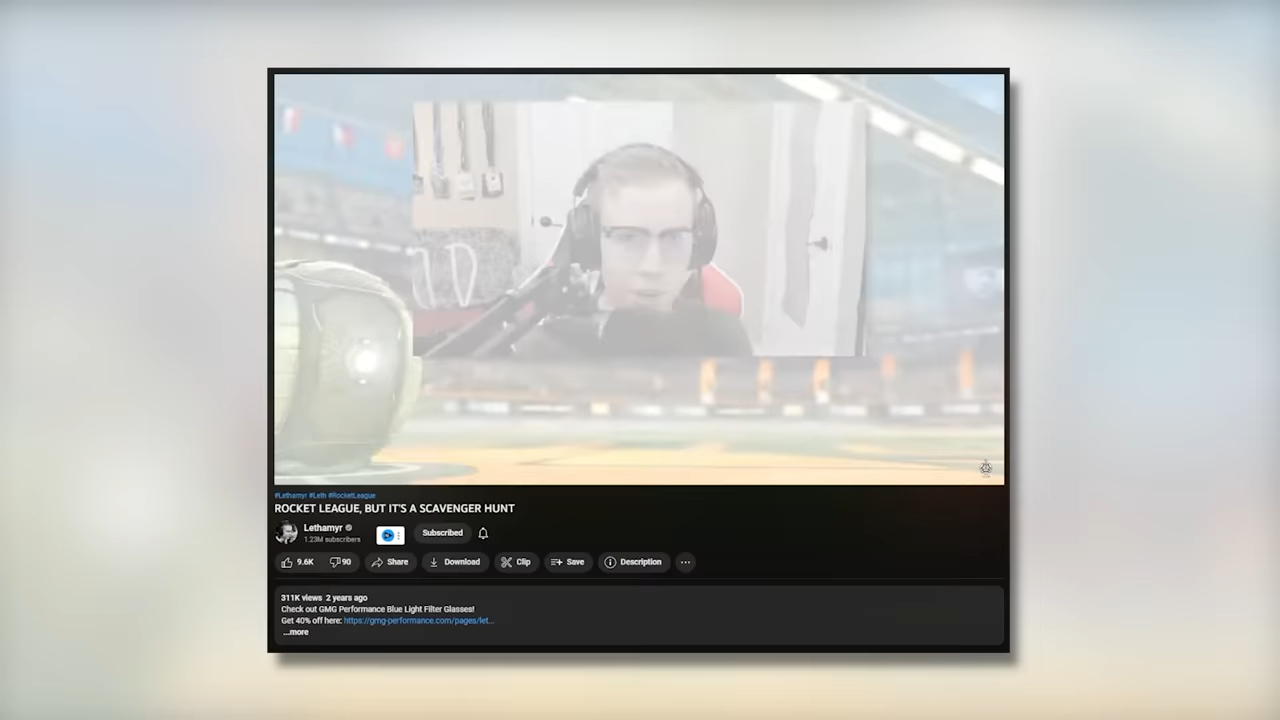 #Lethamyr #Leth #RocketLeague
ROCKET LEAGUE, BUT IT'S A SCAVENGER HUNT
Lethamyr
1.23M subscribers
Subscribed
9.6K
90
Share
Download
Clip
Save
Description
311K views 2 years ago
Check out GMG Performance Blue Light Filter Glasses!
Get 40% off here: https://gmg-performance.com/pages/let...
...more